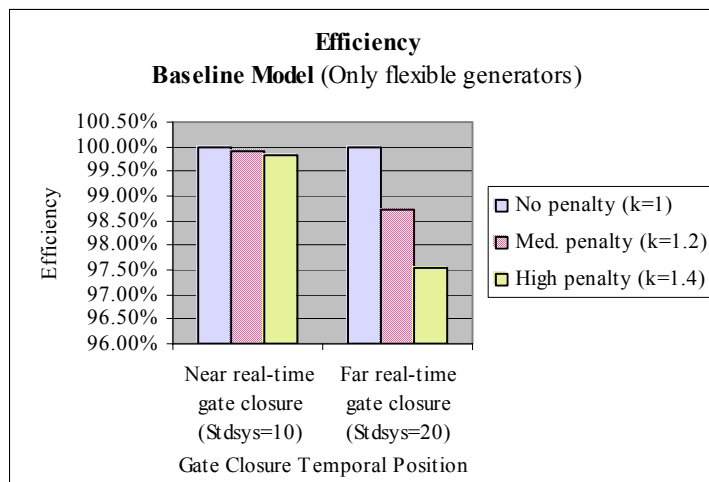 Efficiency
Baseline Model (Only flexible generators)
100.50%
100.00%
99.50%
99.00%
98.50%
98.00%
97.50%
97.00%
96.50%
96.00%
Efficiency
Near real-time
gate closure
(Stdsys=10)
Far real-time
gate closure
(Stdsys=20)
Gate Closure Temporal Position
No penalty (k=1)
Med. penalty (k=1.2)
High penalty (k=1.4)